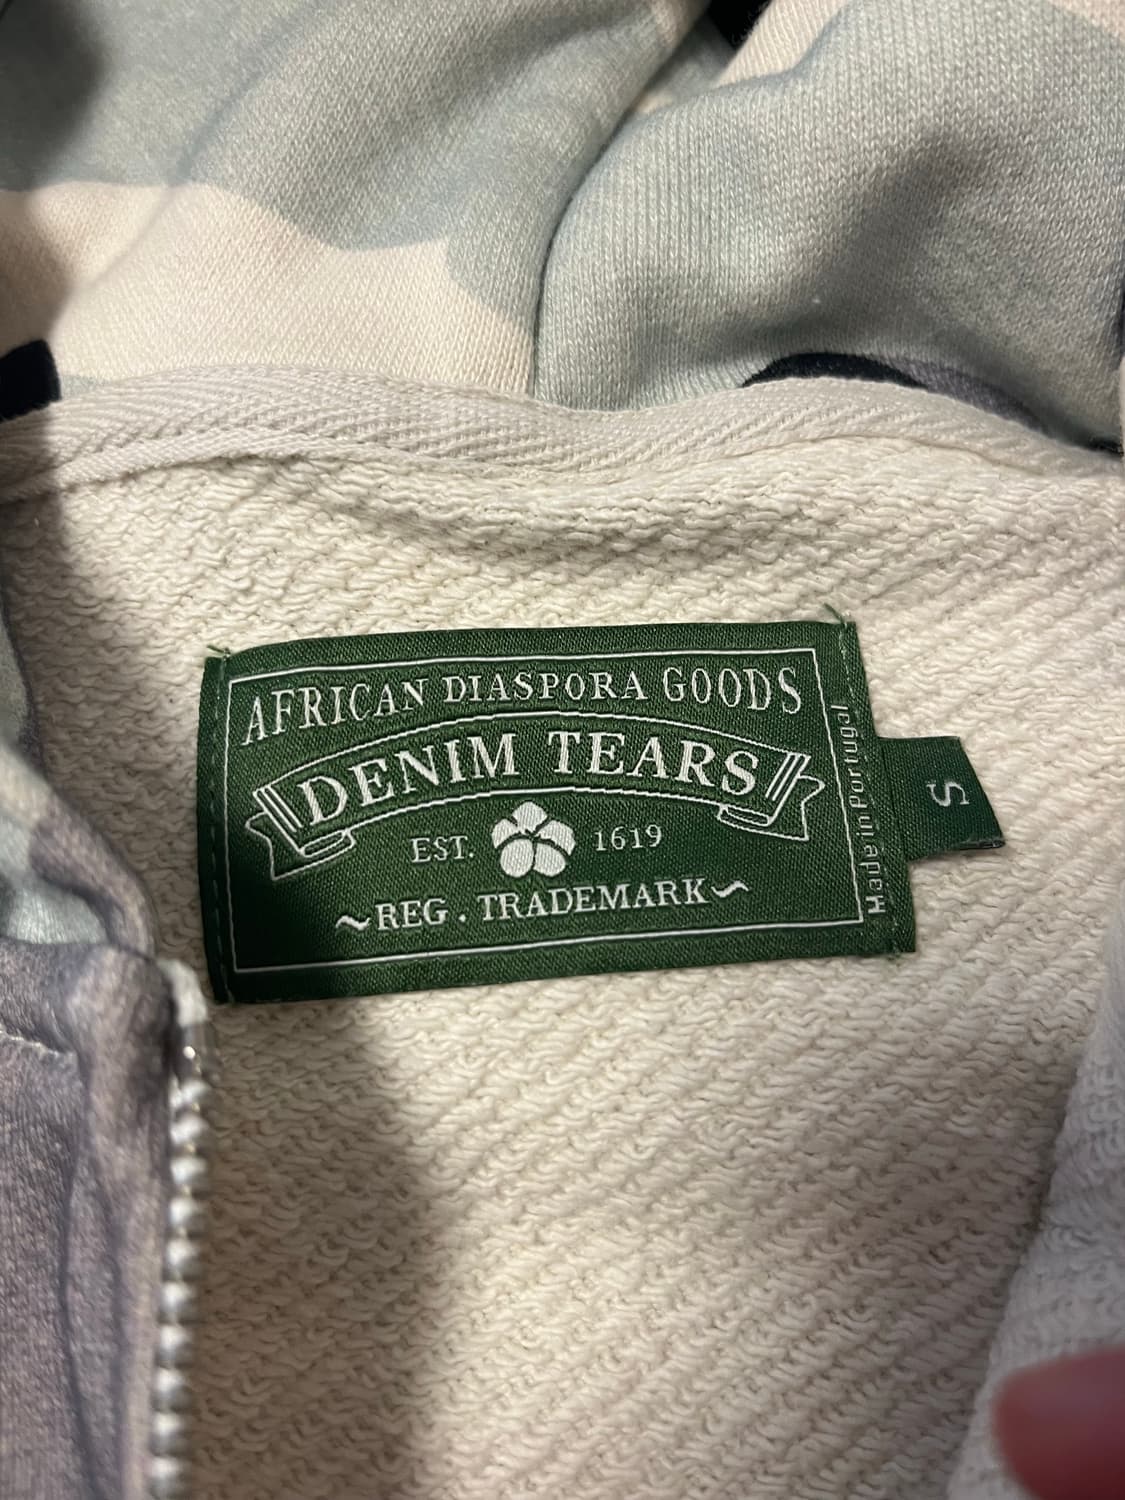 AFRICAN DIASPORA GOODS
DENIM TEARS
EST. 1619
~REG . TRADEMARK~
Made in Portugal
S